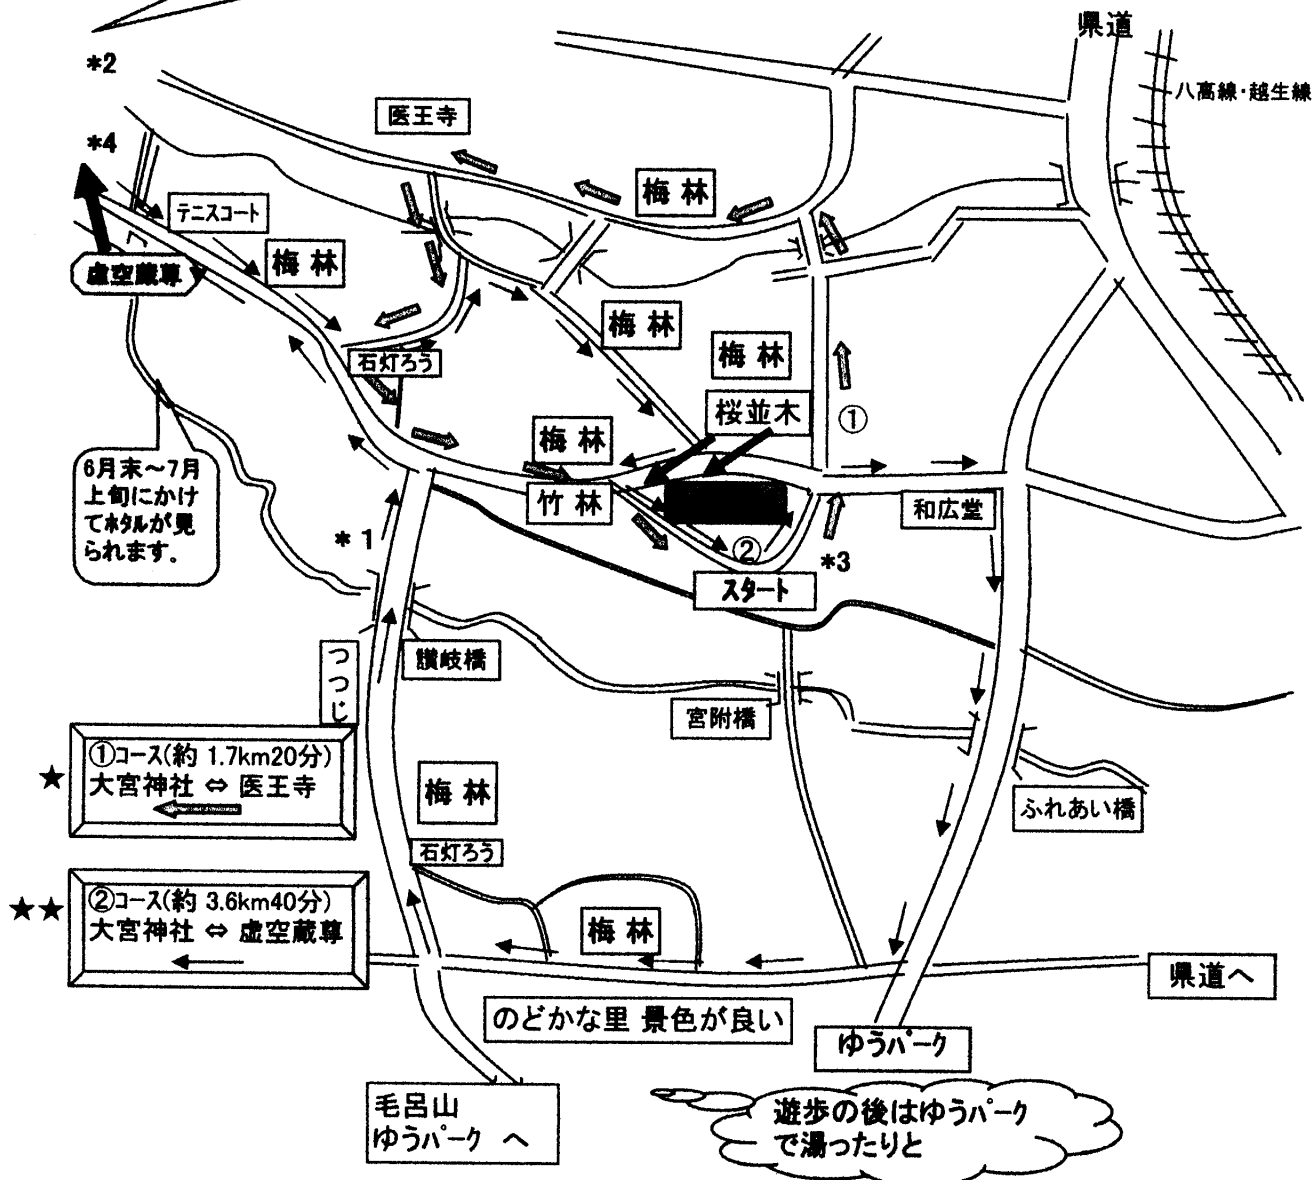 県道
*2
八高線・越生線
医王寺
*4
梅 林
テニスコート
梅 林
虚空蔵尊
梅 林
梅 林
石灯ろう
桜並木
①
梅 林
6月末～7月
上旬にかけ
てホタルが見
られます。
竹 林
和広堂
* 1
②
*3
スタート
つつじ
讃岐橋
宮附橋
①コース(約 1.7km20分)
★
大宮神社 ⇔ 医王寺
梅 林
ふれあい橋
石灯ろう
②コース(約 3.6km40分)
★★
大宮神社 ⇔ 虚空蔵尊
梅 林
県道へ
のどかな里 景色が良い
ゆうパーク
毛呂山
ゆうパーク へ
遊歩の後はゆうパーク
で湯ったりと